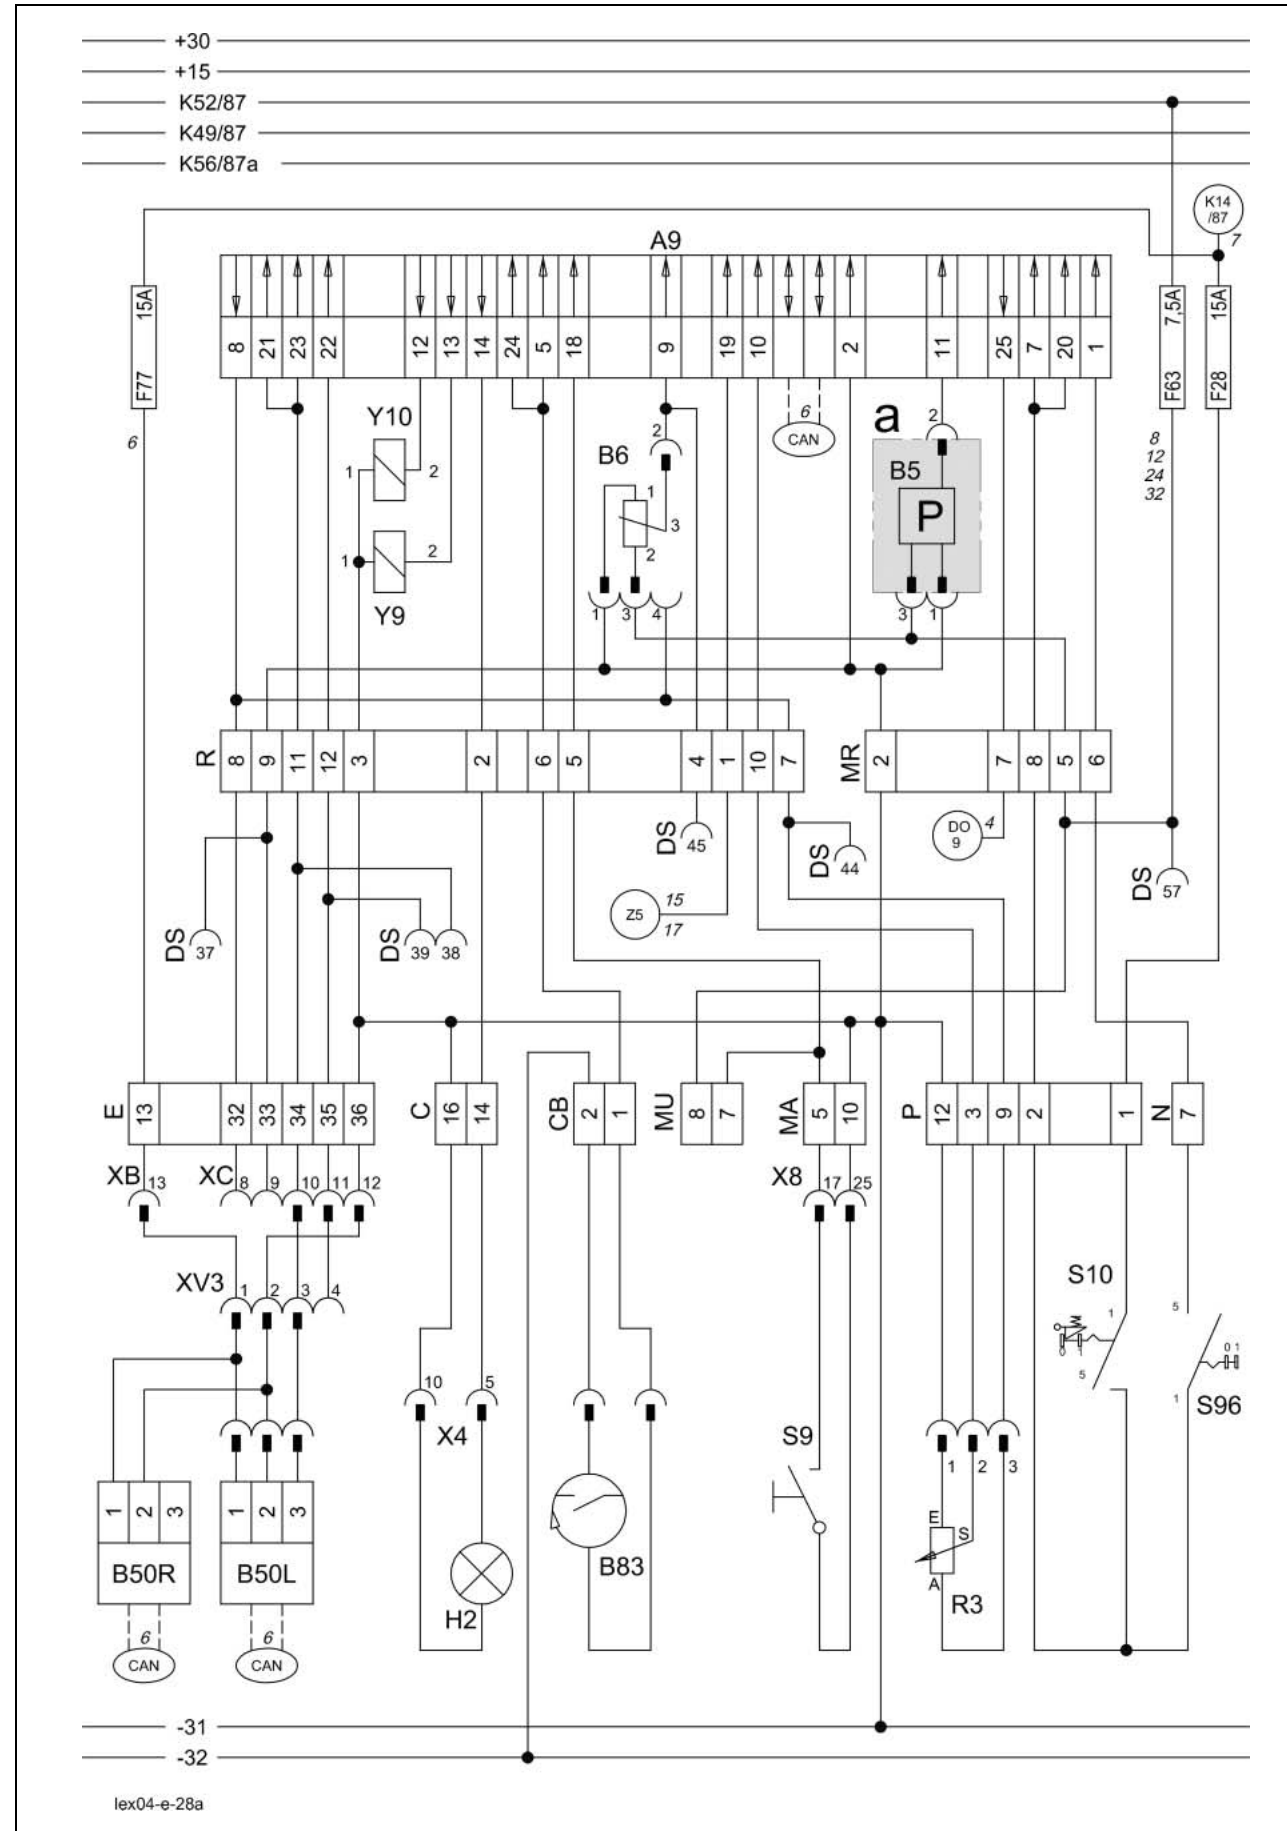 +30
+15
K52/87
K49/87
K56/87a
K14
/87
7
A9
15A
F77
7,5A
F63
15A
F28
8 21 23 22 12 13 14 24 5 18 9 19 10 2 11 25 7 20 1
6
Y10
1 2
Y9
1 2
B6
2
1
3
2
1 3 4
6
CAN
a
2
B5
P
3 1
8
12
24
32
R
8 9 11 12 3 2 6 5 4 1 10 7
MR
2 7 8 5 6
DS
45
DS
44
DO
9
4
DS
57
Z5
15
17
DS
37
DS
39 38
E
13 32 33 34 35 36
C
16 14
CB
2 1
MU
8 7
MA
5 10
P
12 3 9 2 1
N
7
XB
13
XC
8 9 10 11 12
X8
17 25
XV3
1 2 3 4
S10
1
0 1
5
5
0 1
1
S96
10 5
X4
S9
1 2 3
E
S
A
R3
1 2 3
B50R
1 2 3
B50L
H2
B83
6
CAN
6
CAN
-31
-32
lex04-e-28a